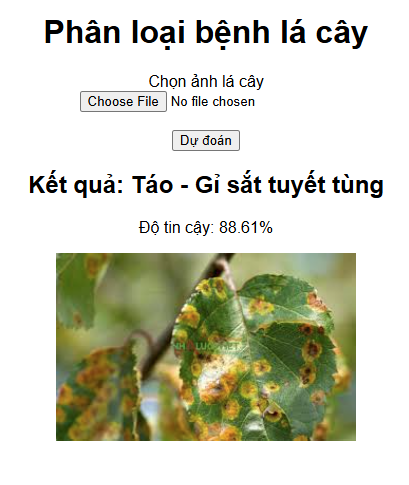 Phân loại bệnh lá cây
Chọn ảnh lá cây
Choose File No file chosen
Dự đoán
Kết quả: Táo - Gỉ sắt tuyết tùng
Độ tin cậy: 88.61%